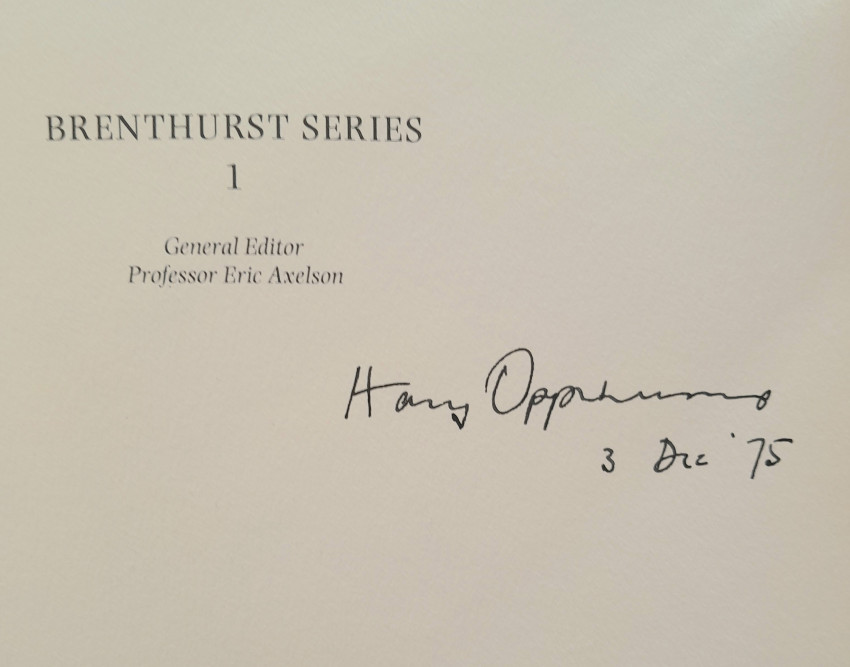 BRENTHURST SERIES
1
General Editor
Professor Eric Axelson
Harry Oppenheimer
3 Dec '75